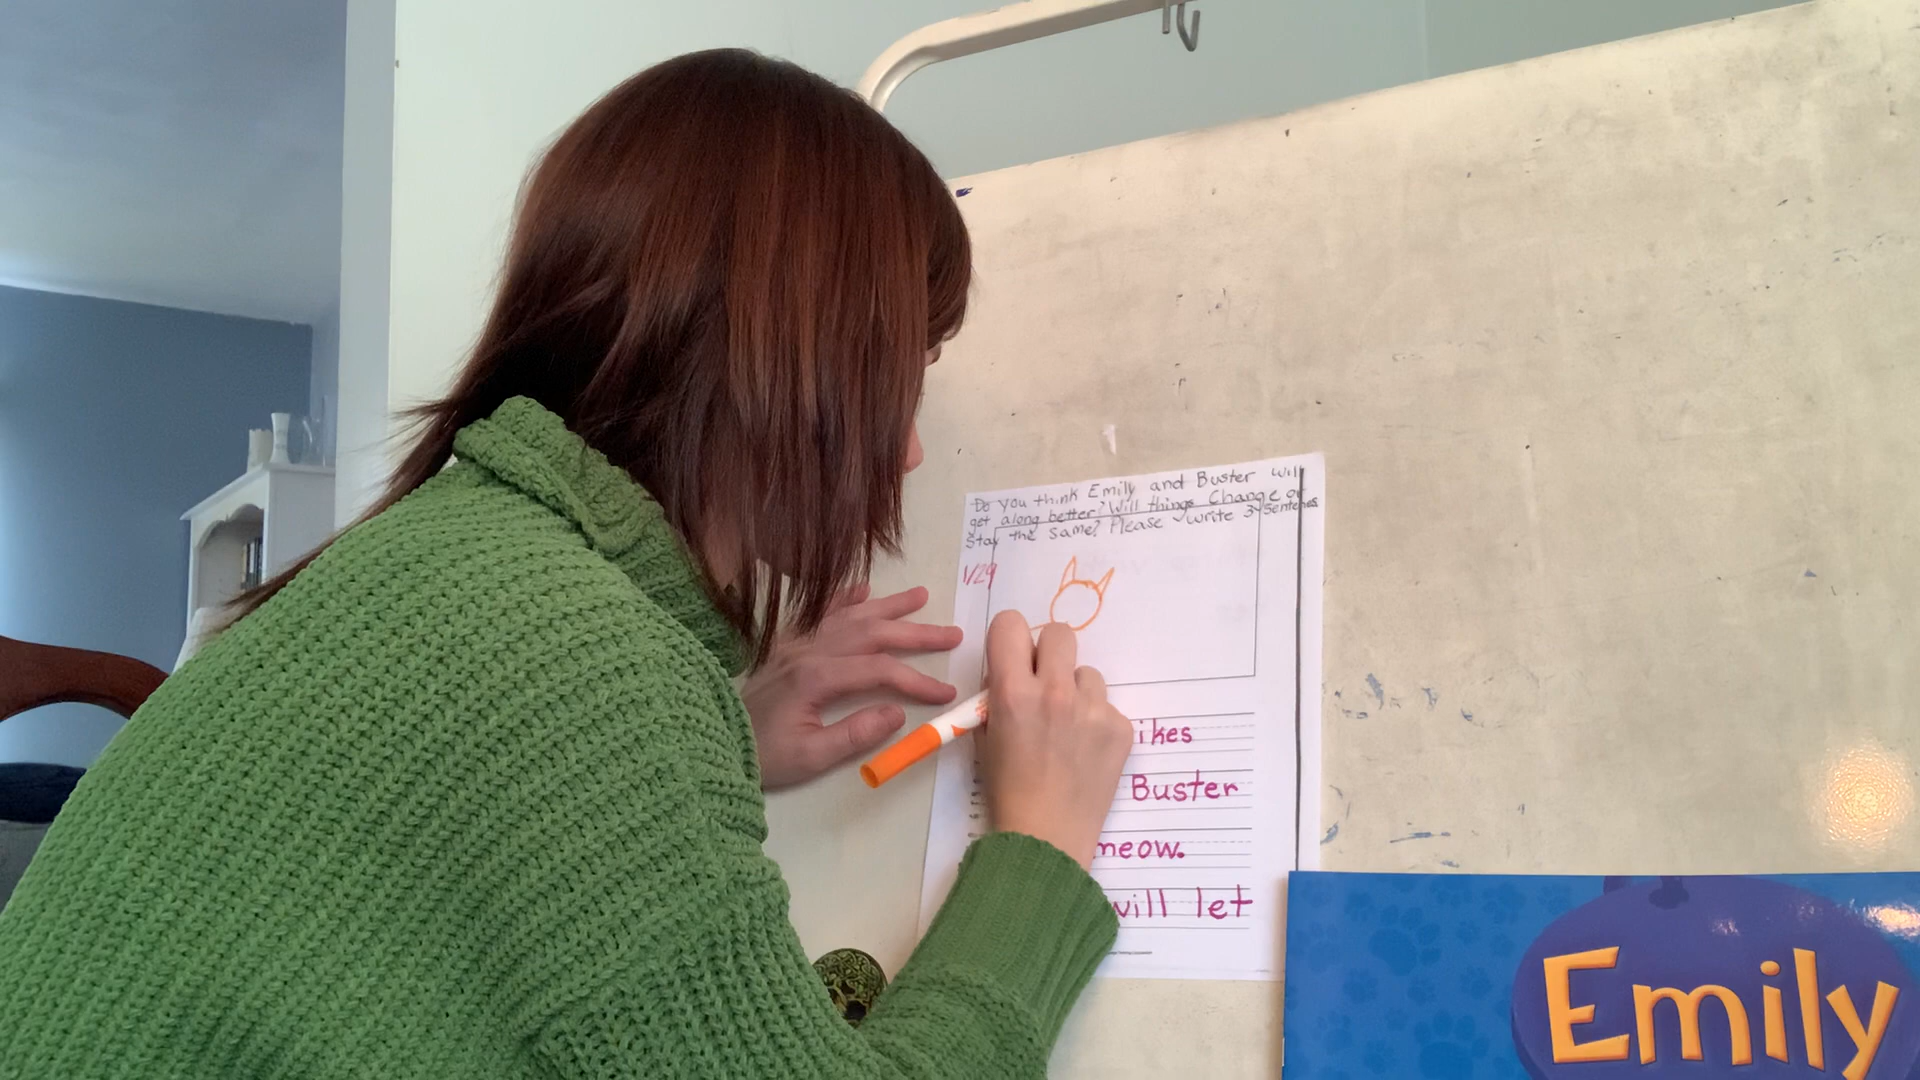 Do you think Emily and Buster will
get along better? Will things Change or
Stay the same? Please write 3 Sentences
1/29
ikes
Buster
meow.
will let
Emily